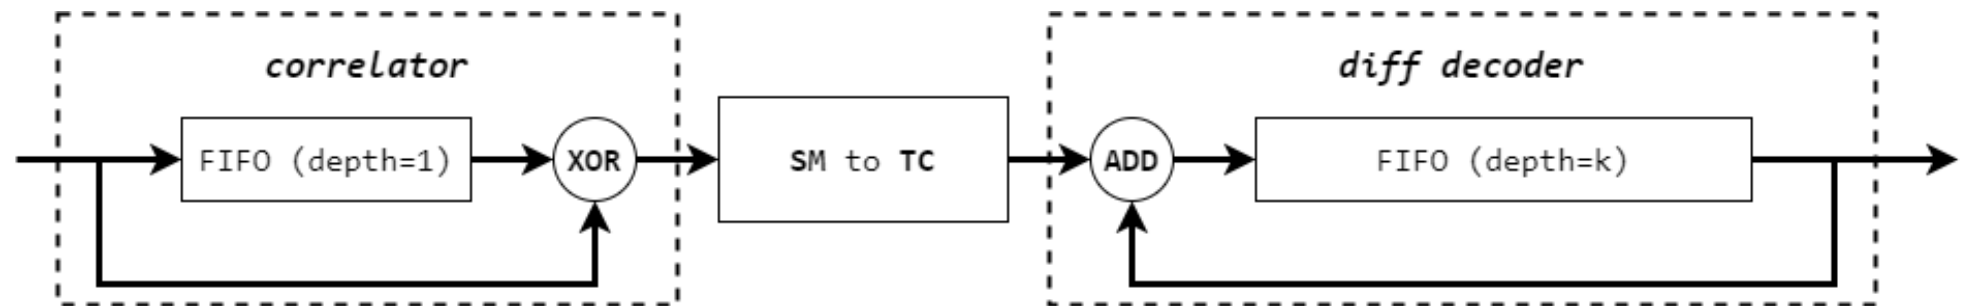 correlator
diff decoder
FIFO (depth=1)
XOR
SM to TC
ADD
FIFO (depth=k)